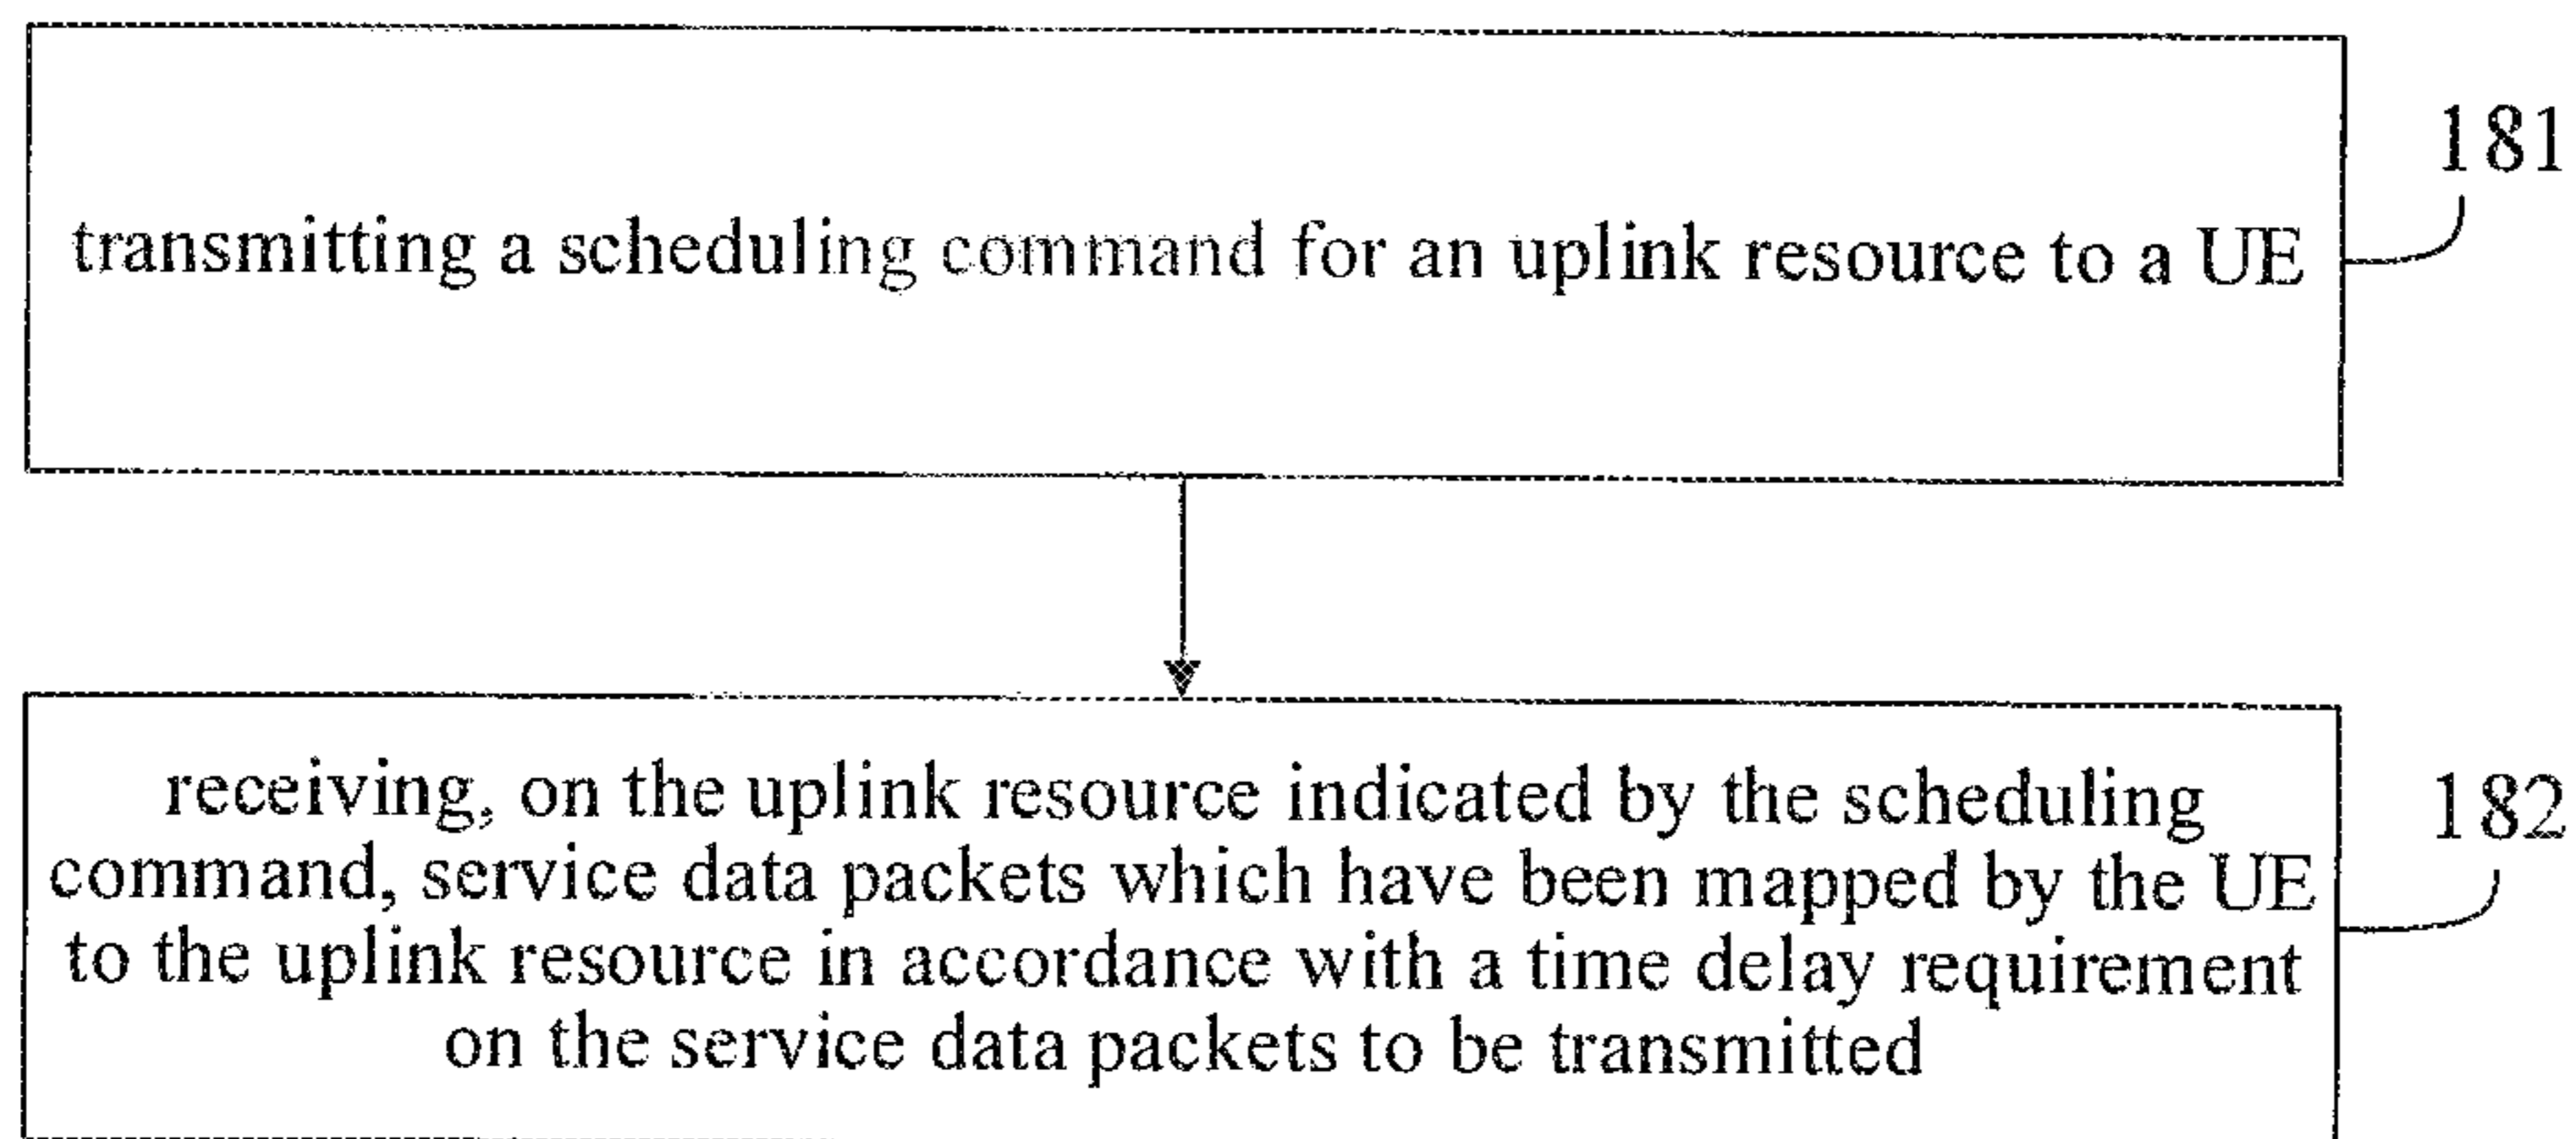 transmitting a scheduling command for an uplink resource to a UE
181
receiving, on the uplink resource indicated by the scheduling
command, service data packets which have been mapped by the UE
to the uplink resource in accordance with a time delay requirement
on the service data packets to be transmitted
182